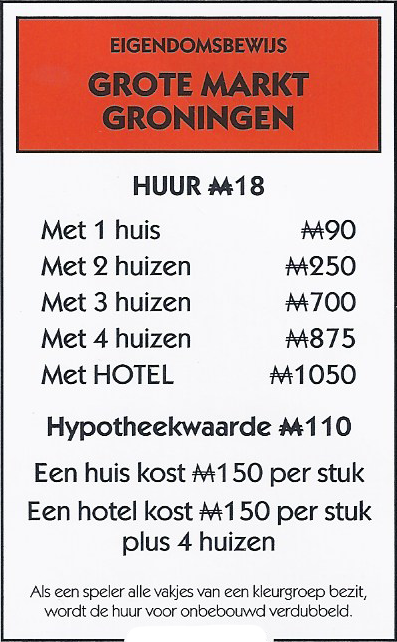 EIGENDOMSBEWIJS
GROTE MARKT
GRONINGEN
HUUR ₩18
Met 1 huis ₩90
Met 2 huizen ₩250
Met 3 huizen ₩700
Met 4 huizen ₩875
Met HOTEL ₩1050
Hypotheekwaarde ₩110
Een huis kost ₩150 per stuk
Een hotel kost ₩150 per stuk
plus 4 huizen
Als een speler alle vakjes van een kleurgroep bezit,
wordt de huur voor onbebouwd verdubbeld.